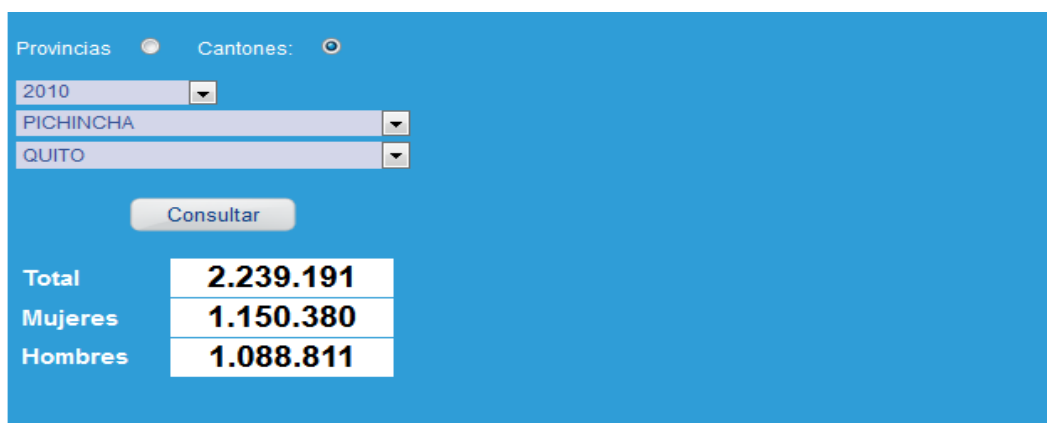 Provincias Cantones:
2010
PICHINCHA
QUITO
Consultar
Total 2.239.191
Mujeres 1.150.380
Hombres 1.088.811